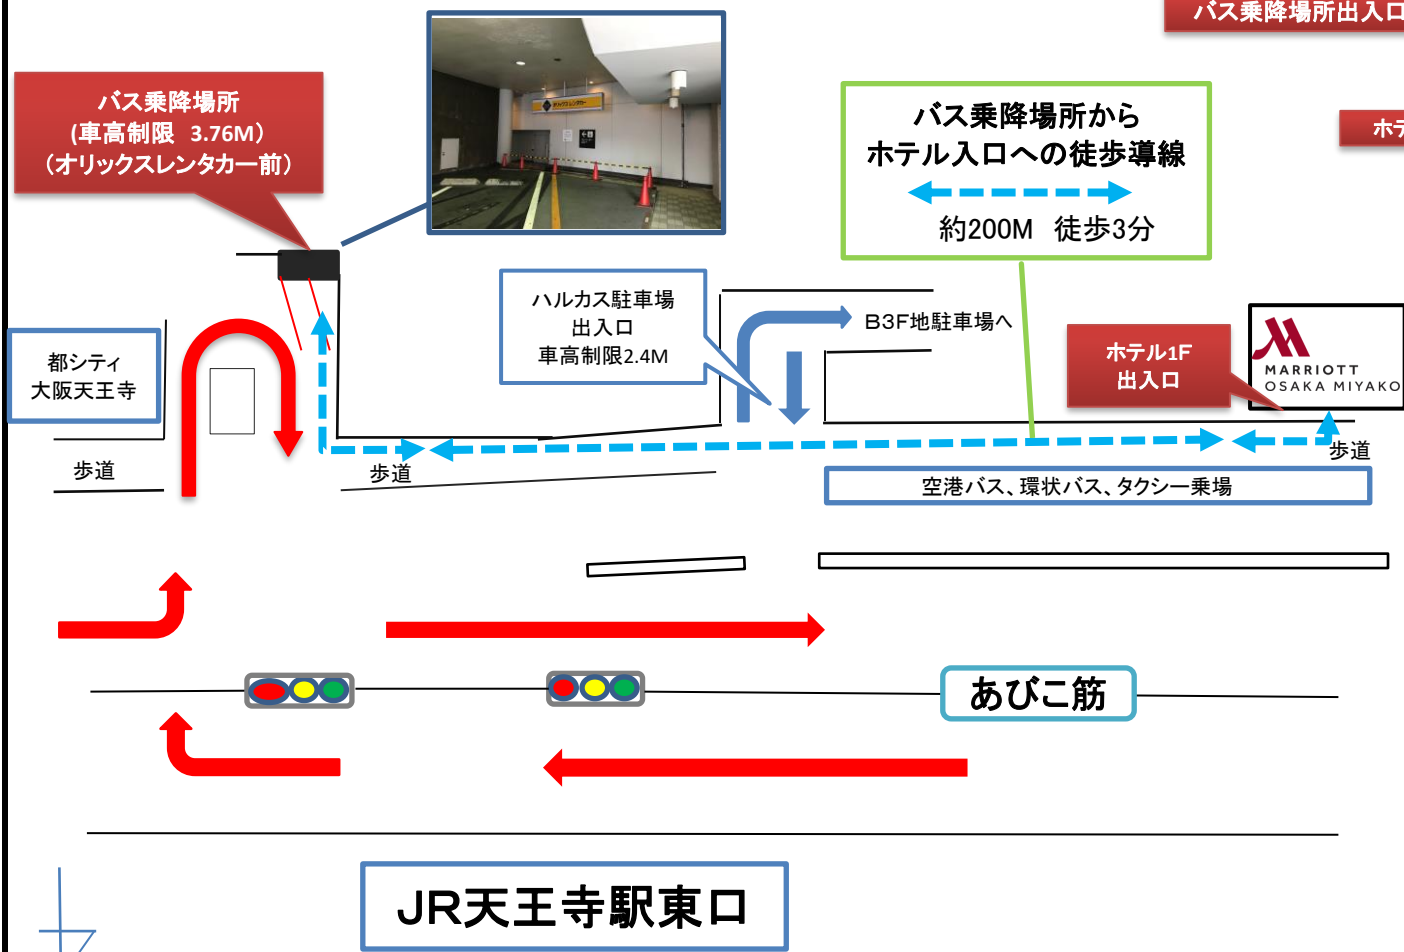 バス乗降場所出入口
バス乗降場所
(車高制限 3.76M)
(オリックスレンタカー前)
バス乗降場所から
ホテル入口への徒歩導線
約200M 徒歩3分
ハルカス駐車場
出入口
車高制限2.4M
B3F地駐車場へ
ホテル1F
出入口
MARRIOTT
OSAKA MIYAKO
都シティ
大阪天王寺
歩道
歩道
歩道
空港バス、環状バス、タクシー乗場
あびこ筋
JR天王寺駅東口